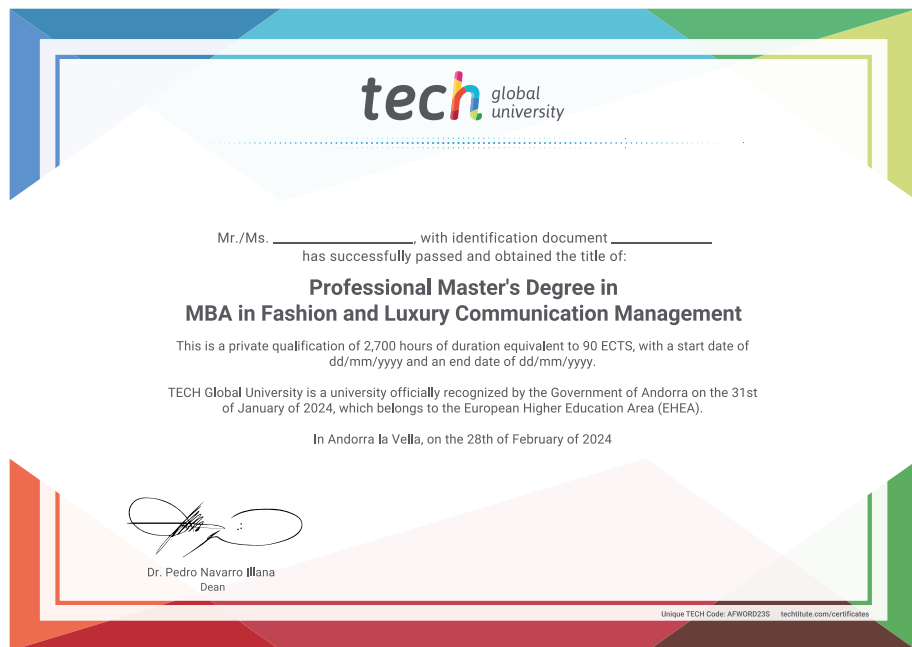 tech global
university
Mr./Ms. ____________, with identification document ____________
has successfully passed and obtained the title of:
Professional Master's Degree in
MBA in Fashion and Luxury Communication Management
This is a private qualification of 2,700 hours of duration equivalent to 90 ECTS, with a start date of
dd/mm/yyyy and an end date of dd/mm/yyyy.
TECH Global University is a university officially recognized by the Government of Andorra on the 31st
of January of 2024, which belongs to the European Higher Education Area (EHEA).
In Andorra la Vella, on the 28th of February of 2024
Dr. Pedro Navarro Illana
Dean
Unique TECH Code: AFWORD23S techtitute.com/certificates